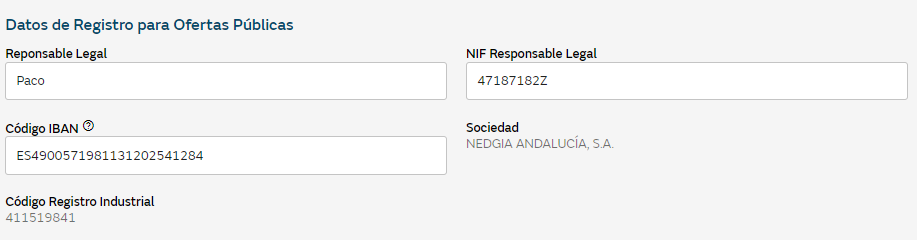 Datos de Registro para Ofertas Públicas
Reponsable Legal
NIF Responsable Legal
Paco
47187182Z
Código IBAN ?
Sociedad
NEDGIA ANDALUCÍA, S.A.
ES4900571981131202541284
Código Registro Industrial
411519841